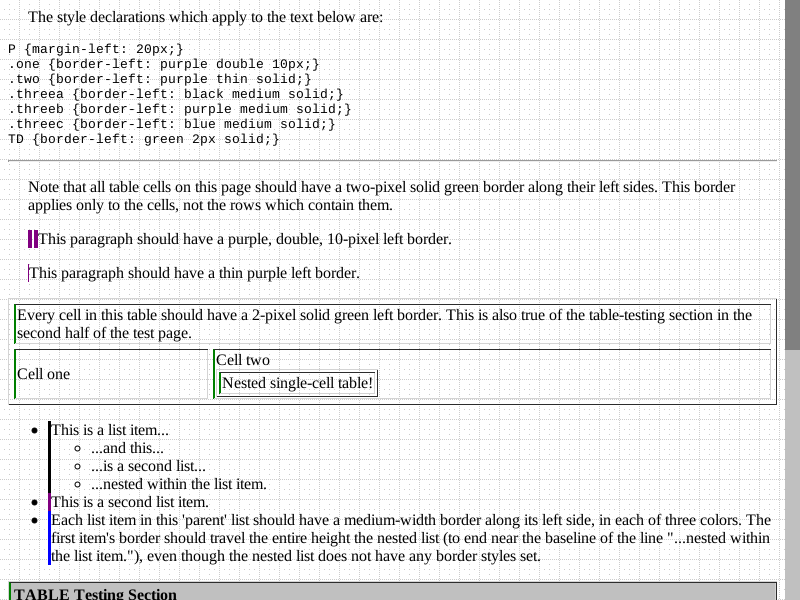 The style declarations which apply to the text below are:
P {margin-left: 20px;}
.one {border-left: purple double 10px;}
.two {border-left: purple thin solid;}
.threea {border-left: black medium solid;}
.threeb {border-left: purple medium solid;}
.threec {border-left: blue medium solid;}
TD {border-left: green 2px solid;}
Note that all table cells on this page should have a two-pixel solid green border along their left sides. This border
applies only to the cells, not the rows which contain them.
This paragraph should have a purple, double, 10-pixel left border.
This paragraph should have a thin purple left border.
Every cell in this table should have a 2-pixel solid green left border. This is also true of the table-testing section in the
second half of the test page.
Cell one
Cell two
Nested single-cell table!
This is a list item...
...and this...
...is a second list...
...nested within the list item.
This is a second list item.
Each list item in this 'parent' list should have a medium-width border along its left side, in each of three colors. The
first item's border should travel the entire height the nested list (to end near the baseline of the line "...nested within
the list item."), even though the nested list does not have any border styles set.
TABLE Testing Section